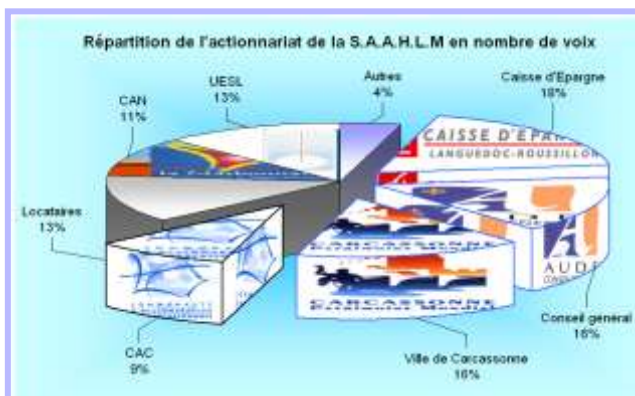 Répartition de l'actionnariat de la S.A.A.H.L.M en nombre de voix
Autres
4%
Caisse d'Epargne
18%
UESL
13%
CAN
11%
CAISSE D'EPARGNE
LANGUEDOC-ROUSSILLON
Locataires
13%
AUDE
CARCASSONNE
CARCASSONNE
Conseil général
16%
CAC
9%
Ville de Carcassonne
16%